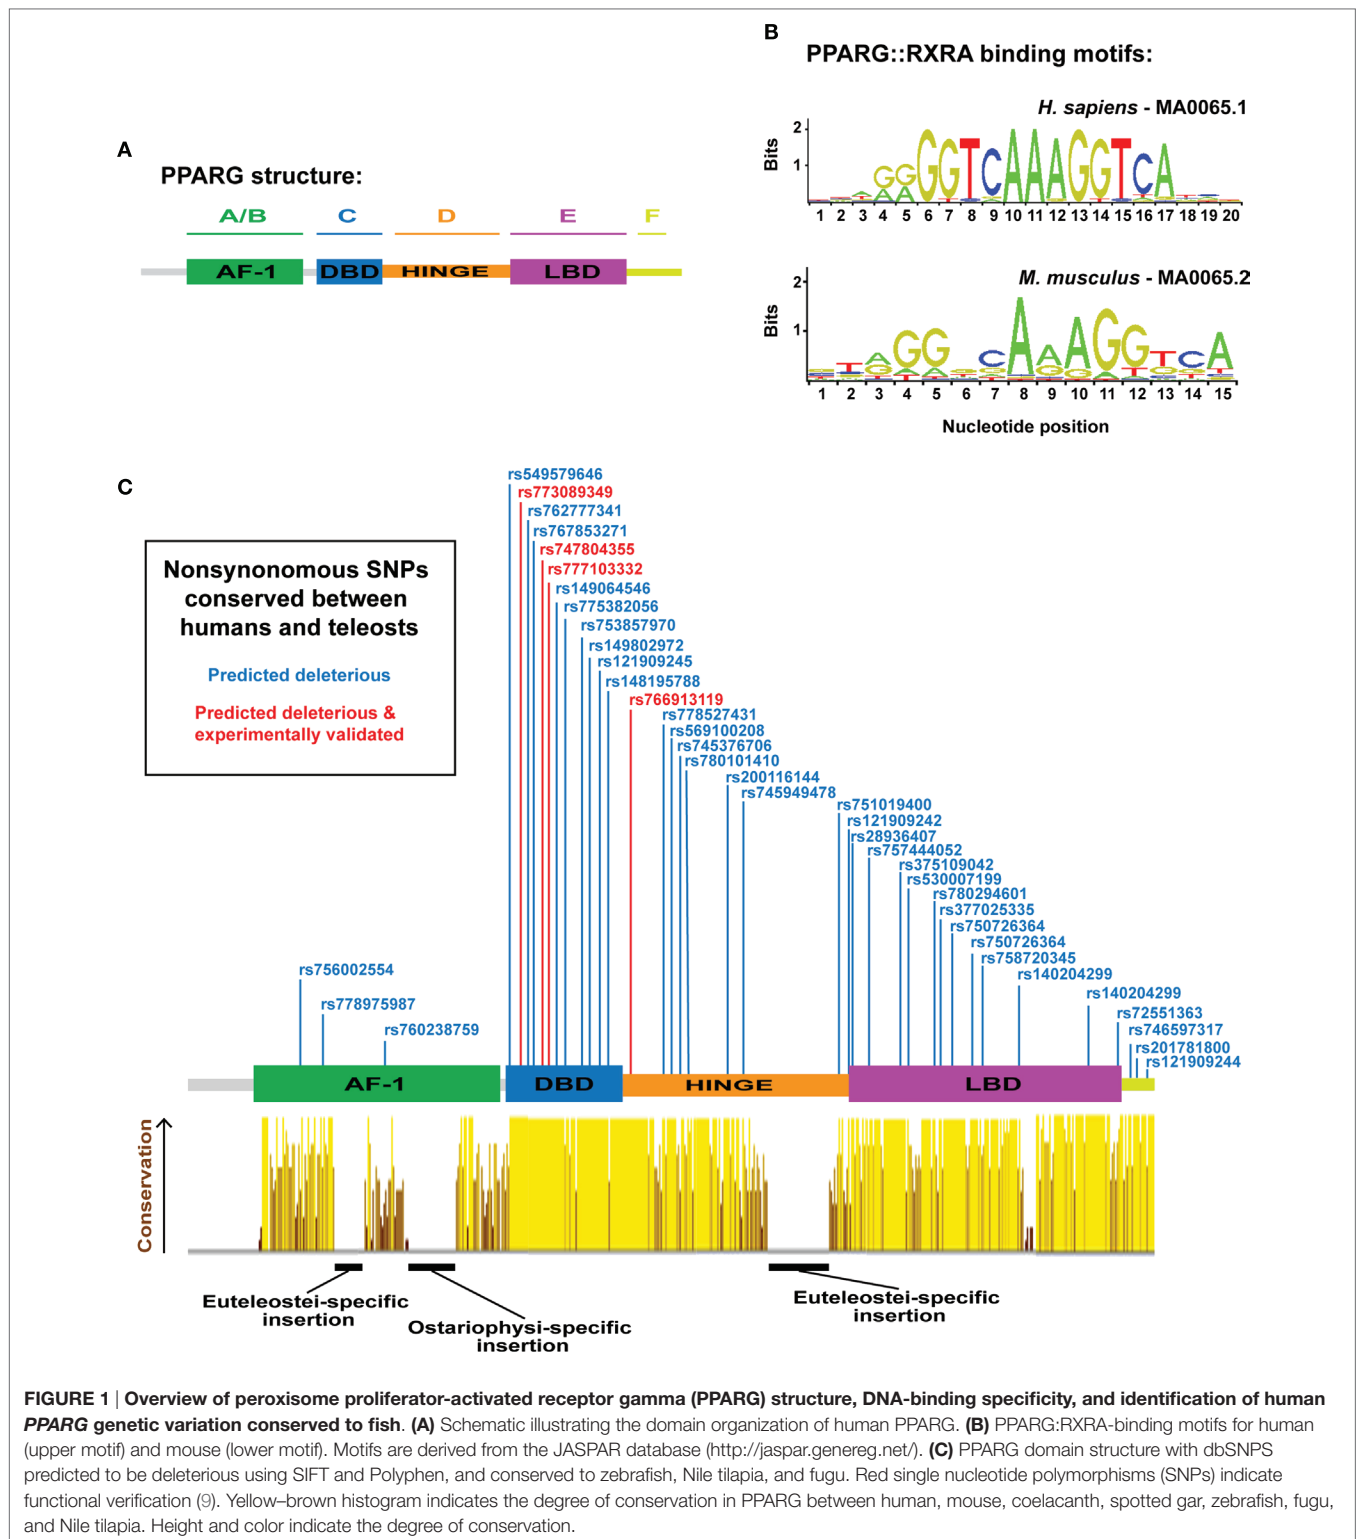 A
PPARG structure:
A/B C D E F
AF-1 DBD HINGE LBD
B
PPARG::RXRA binding motifs:
H. sapiens - MA0065.1
Bits
2
1
GGGGTCAAAGGTCA
1 2 3 4 5 6 7 8 9 10 11 12 13 14 15 16 17 18 19 20
M. musculus - MA0065.2
Bits
2
1
1 2 3 4 5 6 7 8 9 10 11 12 13 14 15
Nucleotide position
C
Nonsynonomous SNPs
conserved between
humans and teleosts
Predicted deleterious
Predicted deleterious &
experimentally validated
rs549579646
rs773089349
rs762777341
rs767853271
rs747804355
rs777103332
rs149064546
rs775382056
rs753857970
rs149802972
rs121909245
rs148195788
rs766913119
rs778527431
rs569100208
rs745376706
rs780101410
rs200116144
rs745949478
rs751019400
rs121909242
rs28936407
rs757444052
rs375109042
rs530007199
rs780294601
rs377025335
rs750726364
rs750726364
rs758720345
rs140204299
rs140204299
rs72551363
rs746597317
rs201781800
rs121909244
rs756002554
rs778975987
rs760238759
AF-1 DBD HINGE LBD
Conservation
Euteleostei-specific
insertion
Ostariophysi-specific
insertion
Euteleostei-specific
insertion
FIGURE 1 | Overview of peroxisome proliferator-activated receptor gamma (PPARG) structure, DNA-binding specificity, and identification of human
PPARG genetic variation conserved to fish. (A) Schematic illustrating the domain organization of human PPARG. (B) PPARG:RXRA-binding motifs for human
(upper motif) and mouse (lower motif). Motifs are derived from the JASPAR database (http://jaspar.genereg.net/). (C) PPARG domain structure with dbSNPS
predicted to be deleterious using SIFT and Polyphen, and conserved to zebrafish, Nile tilapia, and fugu. Red single nucleotide polymorphisms (SNPs) indicate
functional verification (9). Yellow–brown histogram indicates the degree of conservation in PPARG between human, mouse, coelacanth, spotted gar, zebrafish, fugu,
and Nile tilapia. Height and color indicate the degree of conservation.